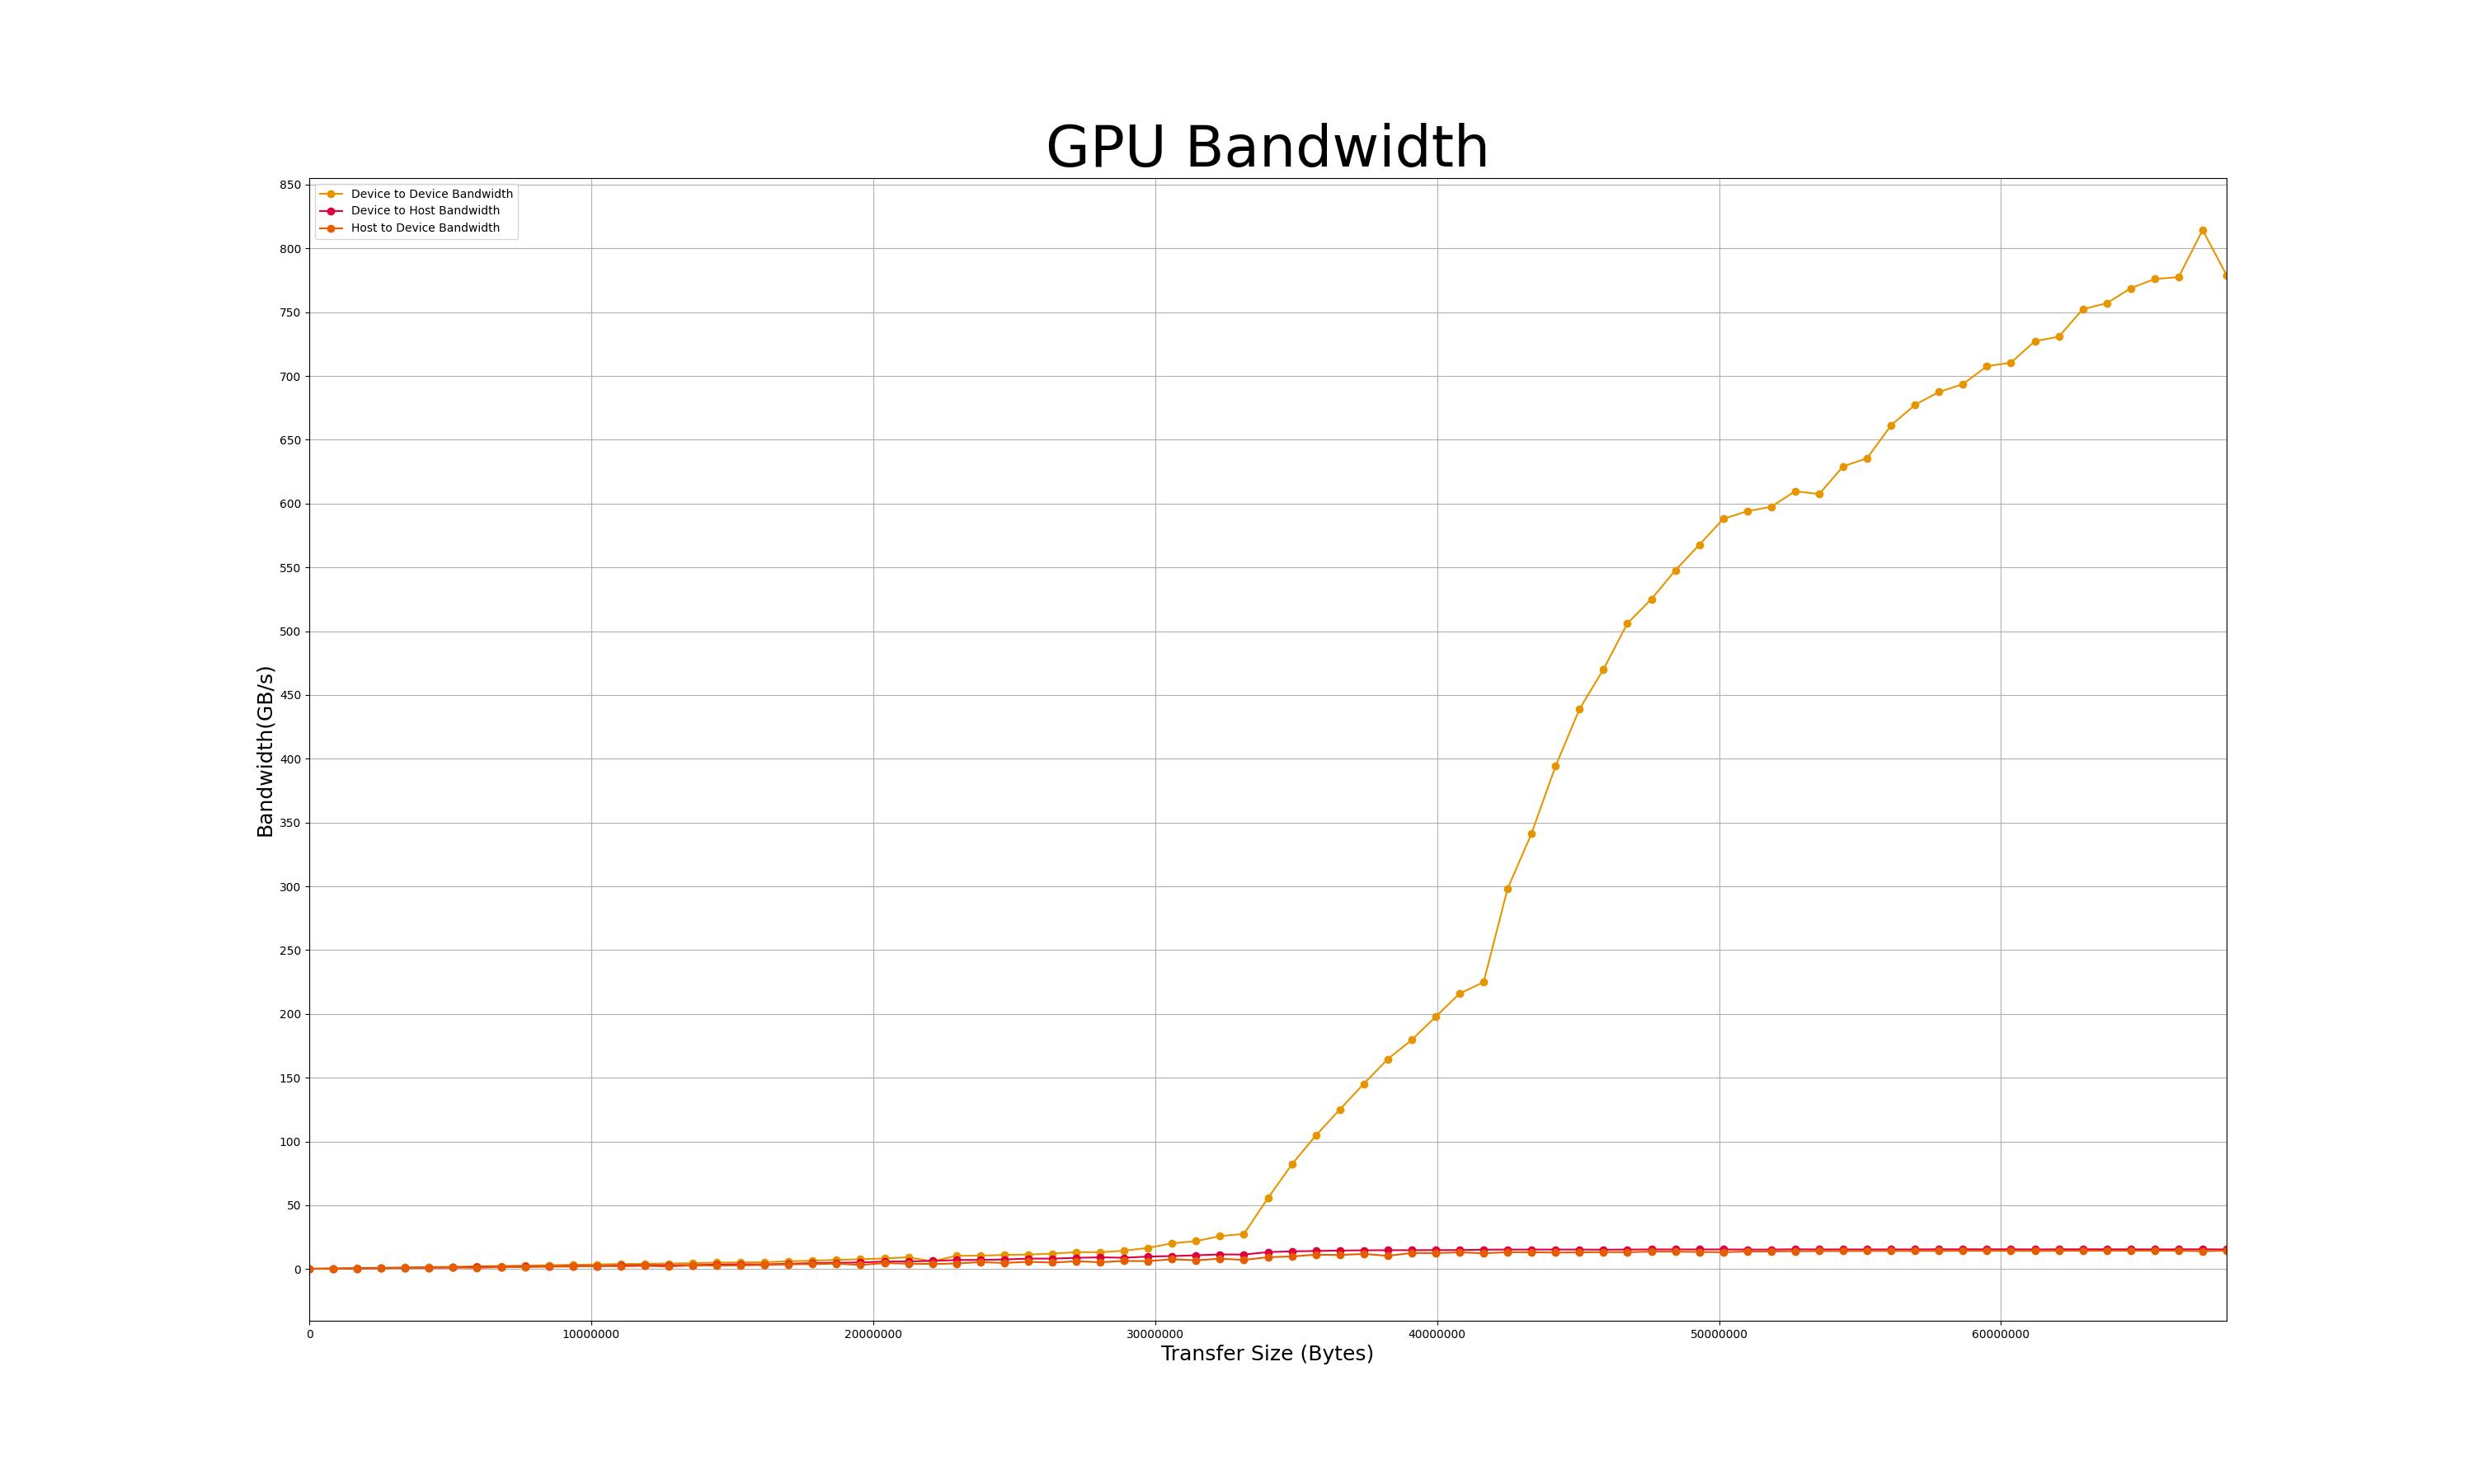 GPU Bandwidth
850
800
750
700
650
600
550
500
450
400
350
300
250
200
150
100
50
0
Device to Device Bandwidth
Device to Host Bandwidth
Host to Device Bandwidth
Bandwidth(GB/s)
0 10000000 20000000 30000000 40000000 50000000 60000000
Transfer Size (Bytes)